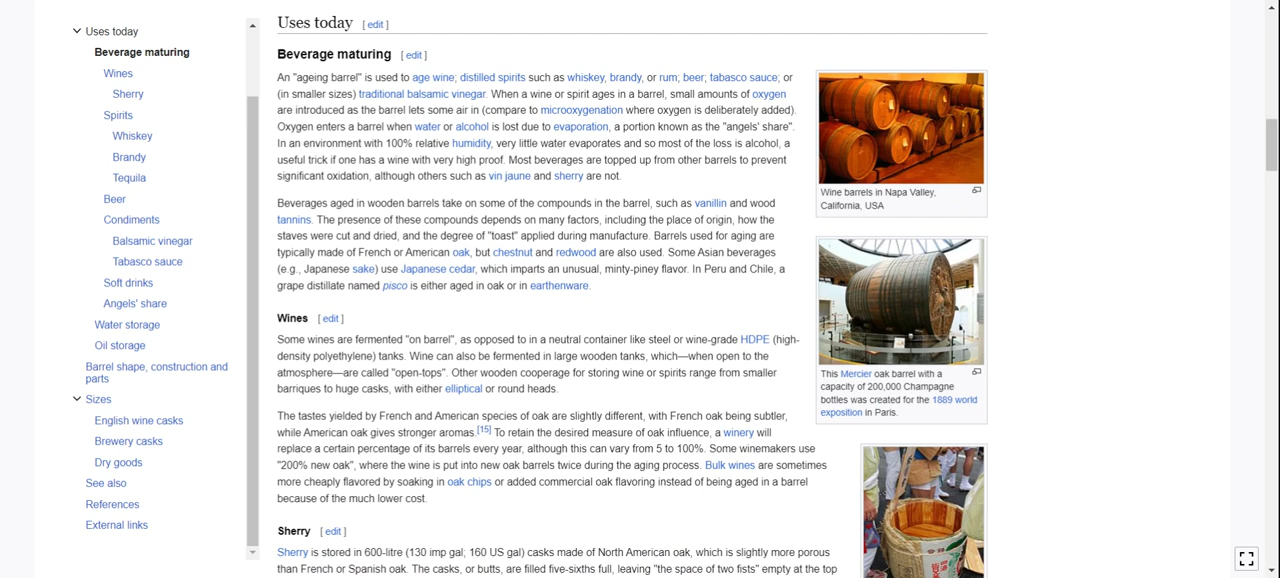 Uses today
Beverage maturing
Wines
Sherry
Spirits
Whiskey
Brandy
Tequila
Beer
Condiments
Balsamic vinegar
Tabasco sauce
Soft drinks
Angels' share
Water storage
Oil storage
Barrel shape, construction and
parts
Sizes
English wine casks
Brewery casks
Dry goods
See also
References
External links
Uses today [ edit ]
Beverage maturing [ edit ]
An "ageing barrel" is used to age wine; distilled spirits such as whiskey, brandy, or rum; beer; tabasco sauce; or
(in smaller sizes) traditional balsamic vinegar. When a wine or spirit ages in a barrel, small amounts of oxygen
are introduced as the barrel lets some air in (compare to microoxygenation where oxygen is deliberately added).
Oxygen enters a barrel when water or alcohol is lost due to evaporation, a portion known as the "angels' share".
In an environment with 100% relative humidity, very little water evaporates and so most of the loss is alcohol, a
useful trick if one has a wine with very high proof. Most beverages are topped up from other barrels to prevent
significant oxidation, although others such as vin jaune and sherry are not.
Beverages aged in wooden barrels take on some of the compounds in the barrel, such as vanillin and wood
tannins. The presence of these compounds depends on many factors, including the place of origin, how the
staves were cut and dried, and the degree of "toast" applied during manufacture. Barrels used for aging are
typically made of French or American oak, but chestnut and redwood are also used. Some Asian beverages
(e.g., Japanese sake) use Japanese cedar, which imparts an unusual, minty-piney flavor. In Peru and Chile, a
grape distillate named pisco is either aged in oak or in earthenware.
Wines [ edit ]
Some wines are fermented "on barrel", as opposed to in a neutral container like steel or wine-grade HDPE (high-
density polyethylene) tanks. Wine can also be fermented in large wooden tanks, which—when open to the
atmosphere—are called "open-tops". Other wooden cooperage for storing wine or spirits range from smaller
barriques to huge casks, with either elliptical or round heads.
The tastes yielded by French and American species of oak are slightly different, with French oak being subtler,
while American oak gives stronger aromas.[15] To retain the desired measure of oak influence, a winery will
replace a certain percentage of its barrels every year, although this can vary from 5 to 100%. Some winemakers use
"200% new oak", where the wine is put into new oak barrels twice during the aging process. Bulk wines are sometimes
more cheaply flavored by soaking in oak chips or added commercial oak flavoring instead of being aged in a barrel
because of the much lower cost.
Sherry [ edit ]
Sherry is stored in 600-litre (130 imp gal; 160 US gal) casks made of North American oak, which is slightly more porous
than French or Spanish oak. The casks, or butts, are filled five-sixths full, leaving "the space of two fists" empty at the top
Wine barrels in Napa Valley,
California, USA
This Mercier oak barrel with a
capacity of 200,000 Champagne
bottles was created for the 1889 world
exposition in Paris.